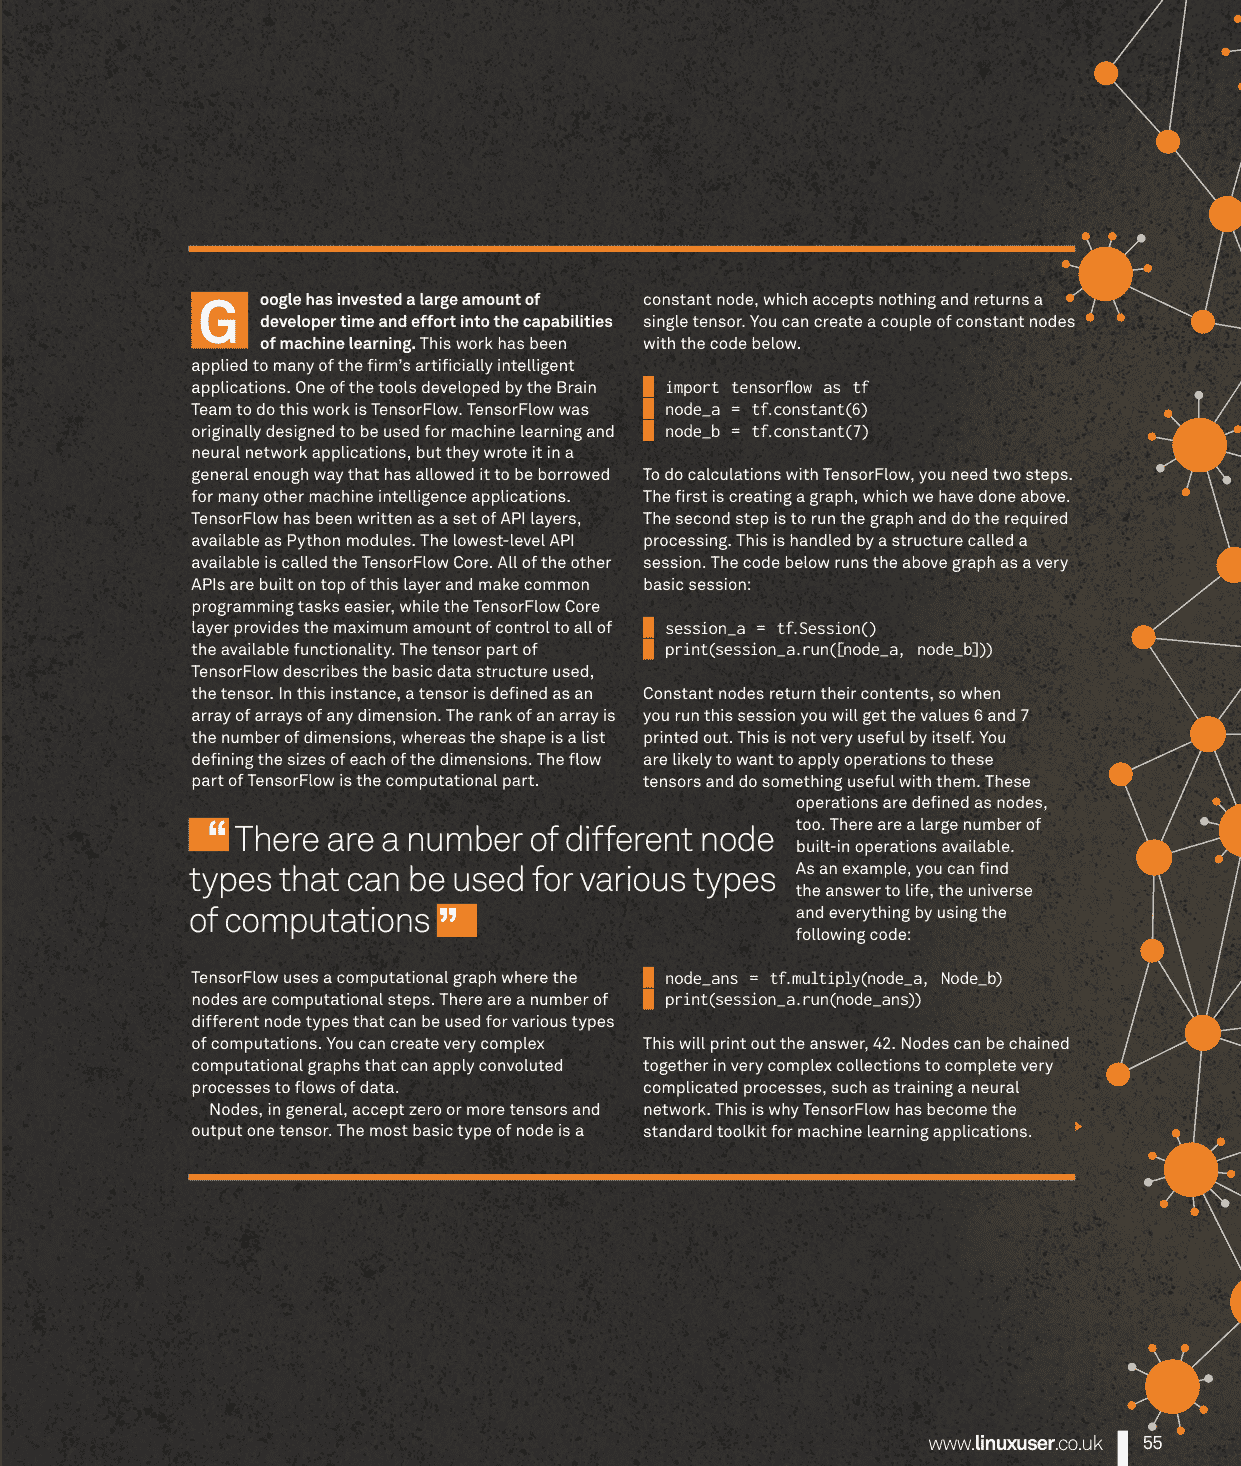 Google has invested a large amount of
developer time and effort into the capabilities
of machine learning. This work has been
applied to many of the firm's artificially intelligent
applications. One of the tools developed by the Brain
Team to do this work is TensorFlow. TensorFlow was
originally designed to be used for machine learning and
neural network applications, but they wrote it in a
general enough way that has allowed it to be borrowed
for many other machine intelligence applications.
TensorFlow has been written as a set of API layers,
available as Python modules. The lowest-level API
available is called the TensorFlow Core. All of the other
APIs are built on top of this layer and make common
programming tasks easier, while the TensorFlow Core
layer provides the maximum amount of control to all of
the available functionality. The tensor part of
TensorFlow describes the basic data structure used,
the tensor. In this instance, a tensor is defined as an
array of arrays of any dimension. The rank of an array is
the number of dimensions, whereas the shape is a list
defining the sizes of each of the dimensions. The flow
part of TensorFlow is the computational part.
“ There are a number of different node
types that can be used for various types
of computations ”
TensorFlow uses a computational graph where the
nodes are computational steps. There are a number of
different node types that can be used for various types
of computations. You can create very complex
computational graphs that can apply convoluted
processes to flows of data.
Nodes, in general, accept zero or more tensors and
output one tensor. The most basic type of node is a
constant node, which accepts nothing and returns a
single tensor. You can create a couple of constant nodes
with the code below.
import tensorflow as tf
node_a = tf.constant(6)
node_b = tf.constant(7)
To do calculations with TensorFlow, you need two steps.
The first is creating a graph, which we have done above.
The second step is to run the graph and do the required
processing. This is handled by a structure called a
session. The code below runs the above graph as a very
basic session:
session_a = tf.Session()
print(session_a.run([node_a, node_b]))
Constant nodes return their contents, so when
you run this session you will get the values 6 and 7
printed out. This is not very useful by itself. You
are likely to want to apply operations to these
tensors and do something useful with them. These
operations are defined as nodes,
too. There are a large number of
built-in operations available.
As an example, you can find
the answer to life, the universe
and everything by using the
following code:
node_ans = tf.multiply(node_a, Node_b)
print(session_a.run(node_ans))
This will print out the answer, 42. Nodes can be chained
together in very complex collections to complete very
complicated processes, such as training a neural
network. This is why TensorFlow has become the
standard toolkit for machine learning applications.
www.linuxuser.co.uk 55